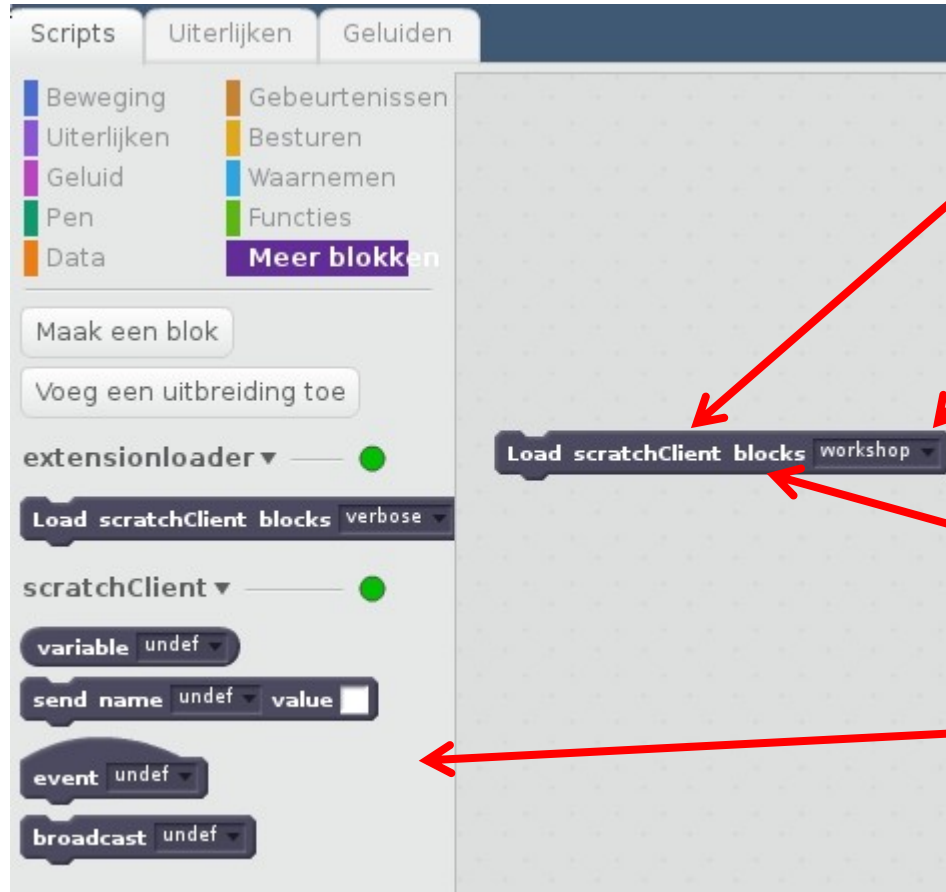 Scripts Uiterlijken Geluiden
Beweging Gebeurtenissen
Uiterlijken Besturen
Geluid Waarnemen
Pen Functies
Data Meer blokken
Maak een blok
Voeg een uitbreiding toe
extensionloader
Load scratchClient blocks workshop
Load scratchClient blocks verbose
scratchClient
variable undef
send name undef value
event undef
broadcast undef